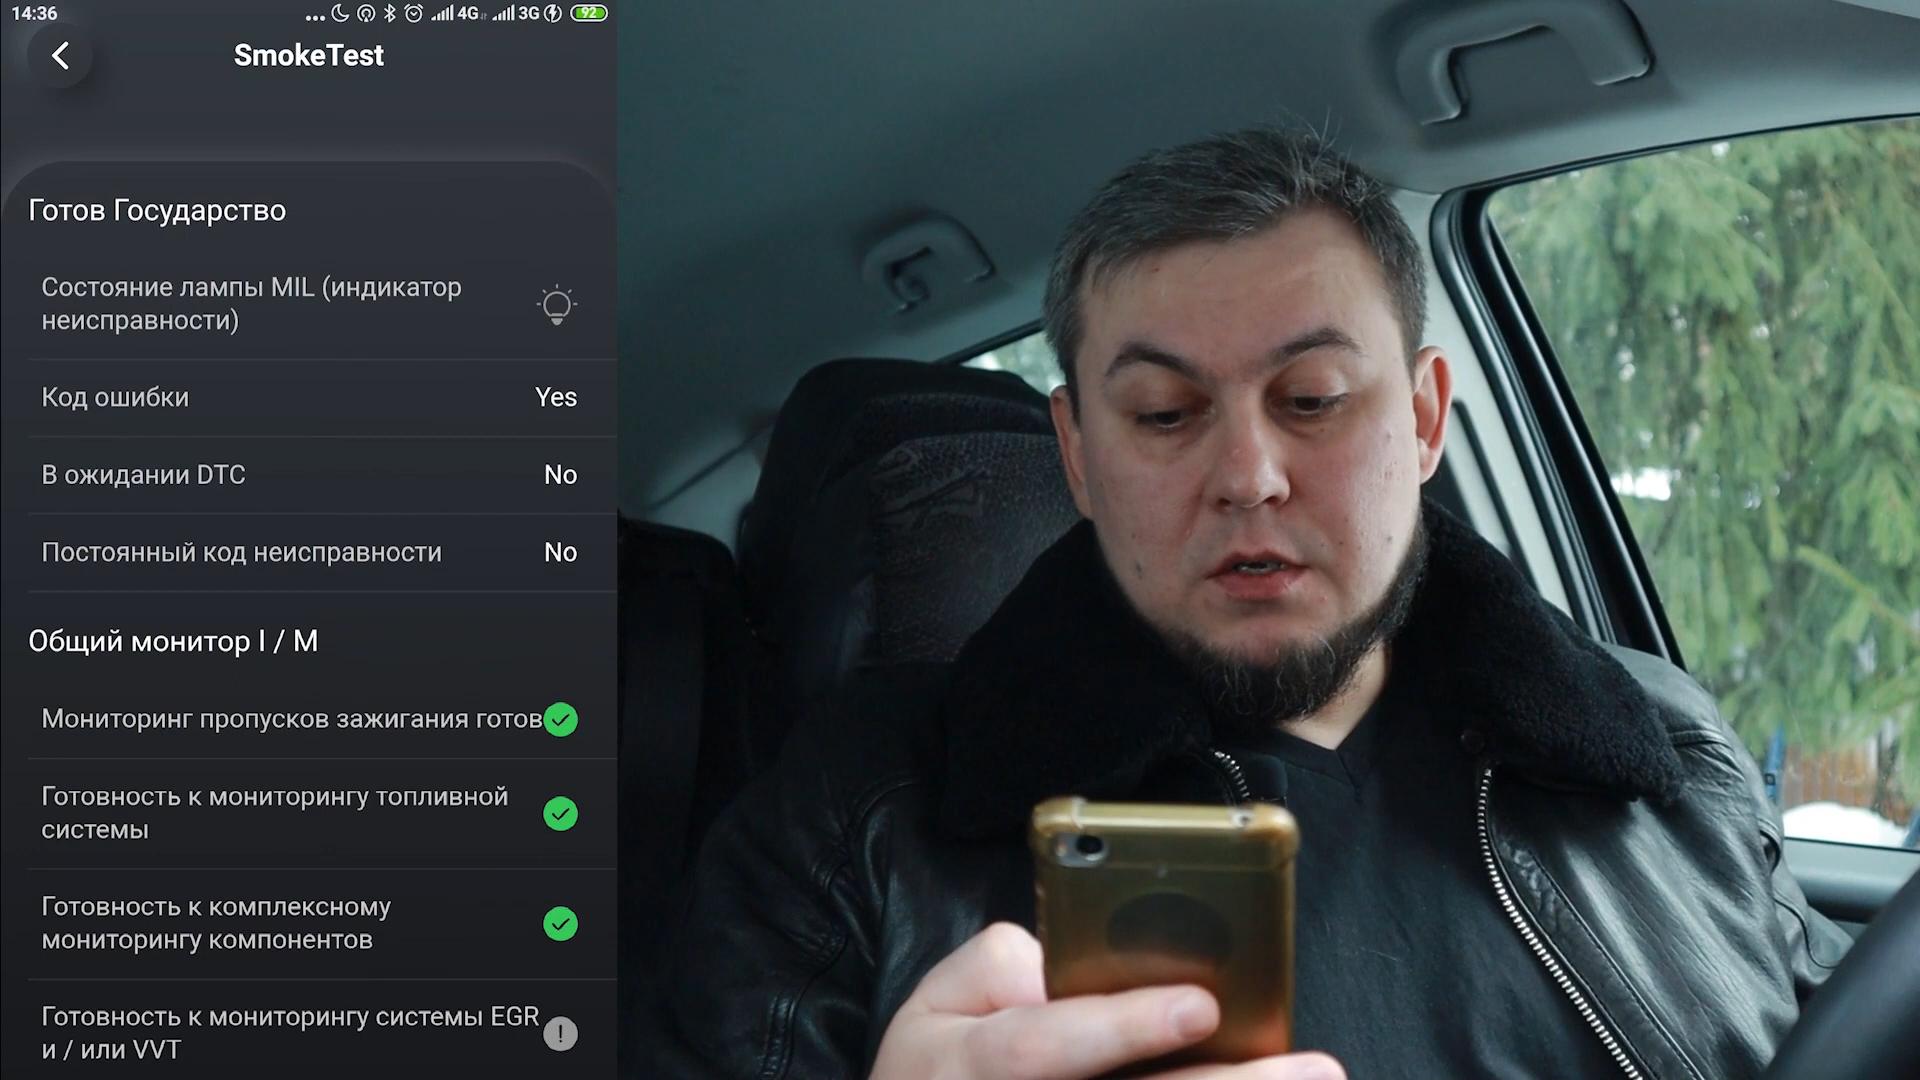 14:36
4G
3G
92
SmokeTest
Готов Государство
Состояние лампы MIL (индикатор
неисправности)
Код ошибки
Yes
В ожидании DTC
No
Постоянный код неисправности
No
Общий монитор I / M
Мониторинг пропусков зажигания готов
Готовность к мониторингу топливной
системы
Готовность к комплексному
мониторингу компонентов
Готовность к мониторингу системы EGR
и / или VVT